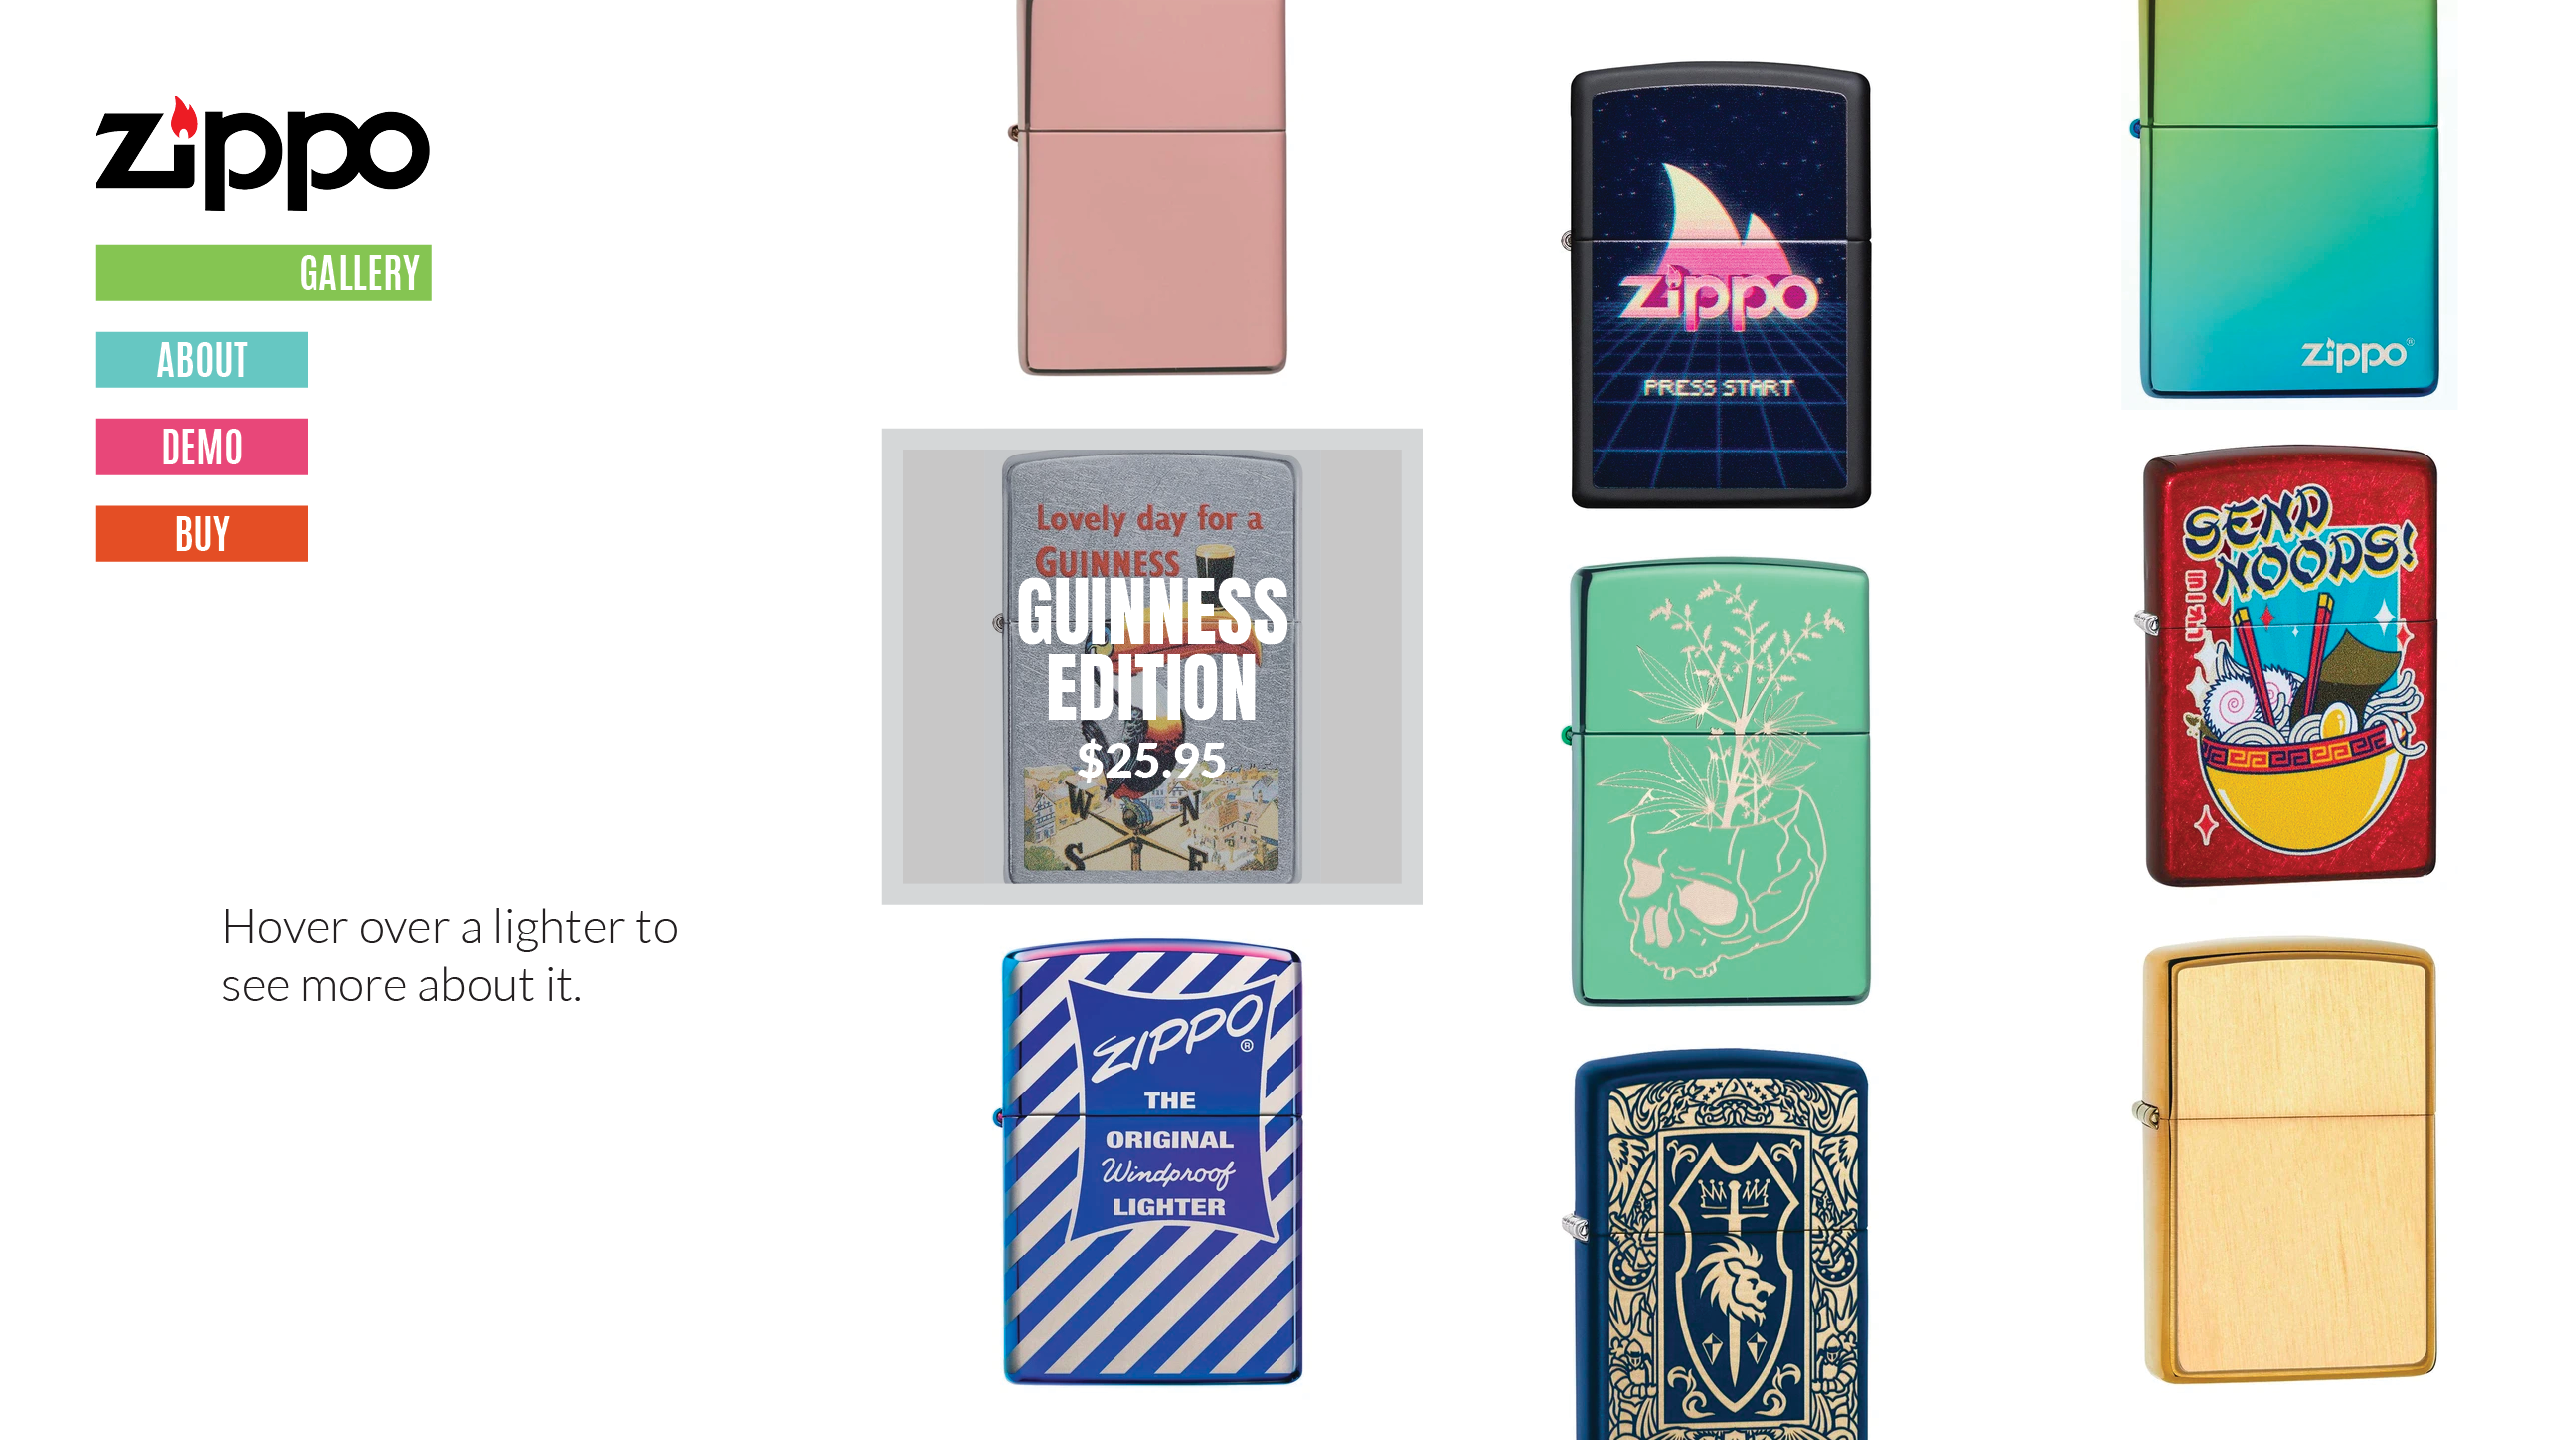 zippo
GALLERY
ABOUT
DEMO
BUY
Hover over a lighter to
see more about it.
Lovely day for a
GUINNESS
GUINNESS
EDITION
$25.95
W N
S E
ZIPPO®
THE
ORIGINAL
Windproof
LIGHTER
zippo®
PRESS START
zippo®
SEND
NOODS!